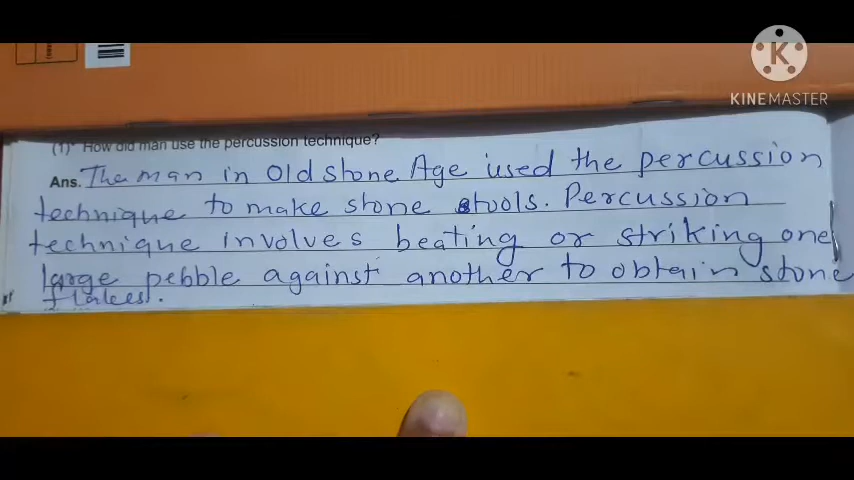 KINEMASTER
(1) How did man use the percussion technique?
Ans. The man in Old stone Age used the percussion
technique to make stone stools. Percussion
technique involves beating or striking one
large pebble against another to obtain stone
flakes.